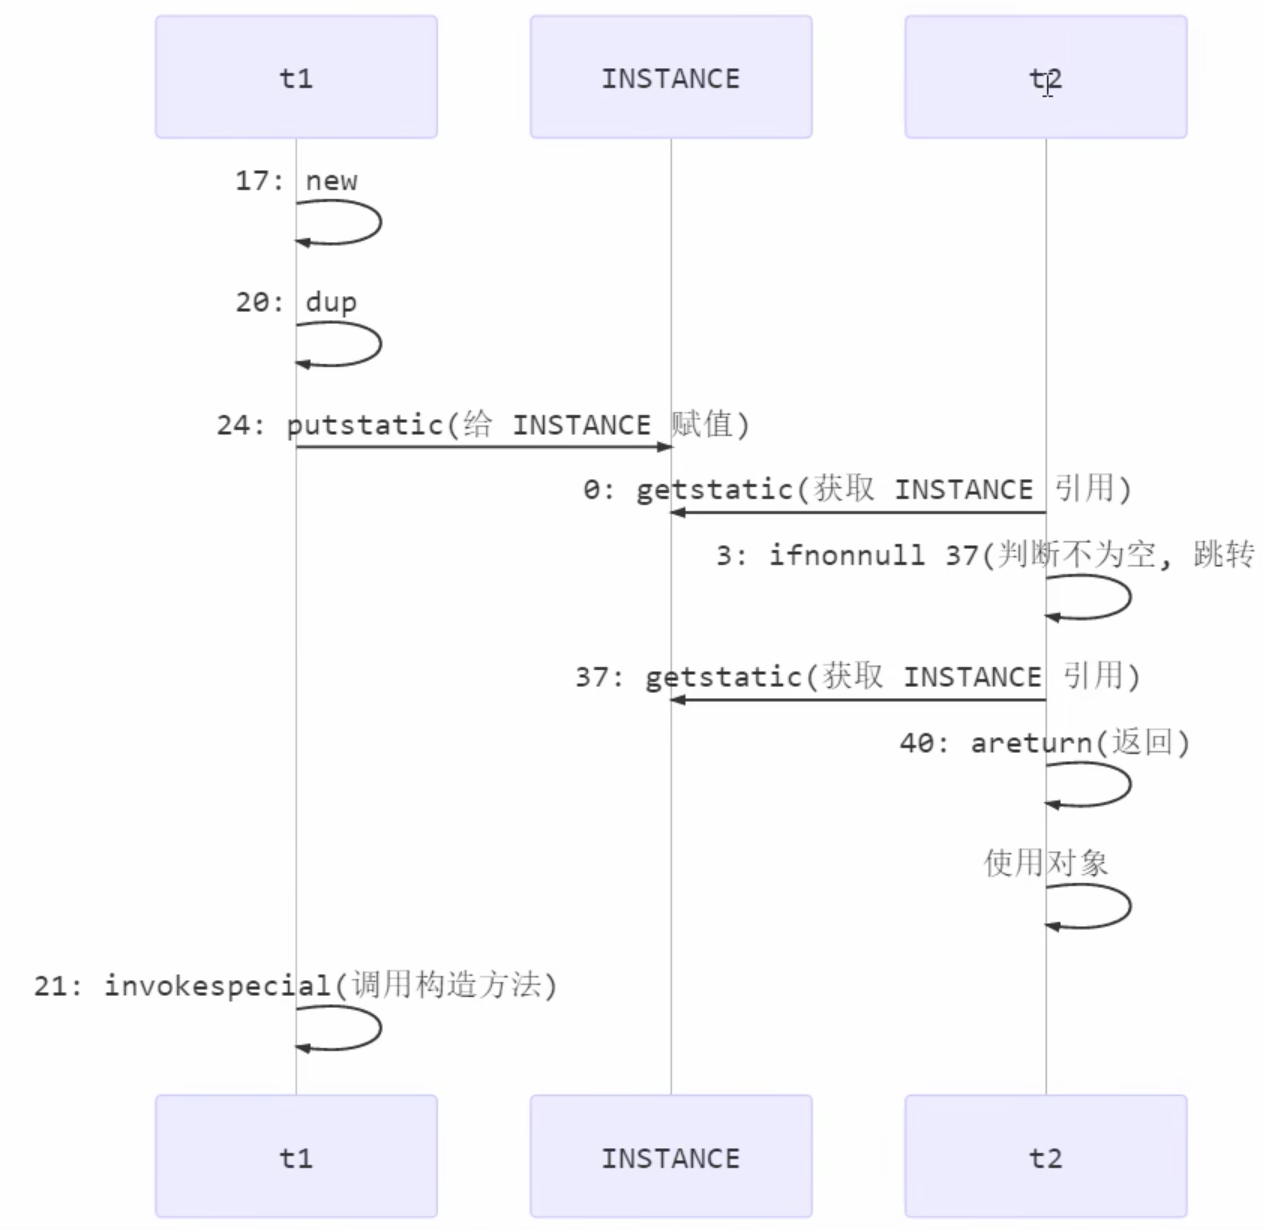 t1
INSTANCE
t2
17: new
20: dup
24: putstatic(给 INSTANCE 赋值)
0: getstatic(获取 INSTANCE 引用)
3: ifnonnull 37(判断不为空, 跳转
37: getstatic(获取 INSTANCE 引用)
40: areturn(返回)
使用对象
21: invokespecial(调用构造方法)
t1
INSTANCE
t2